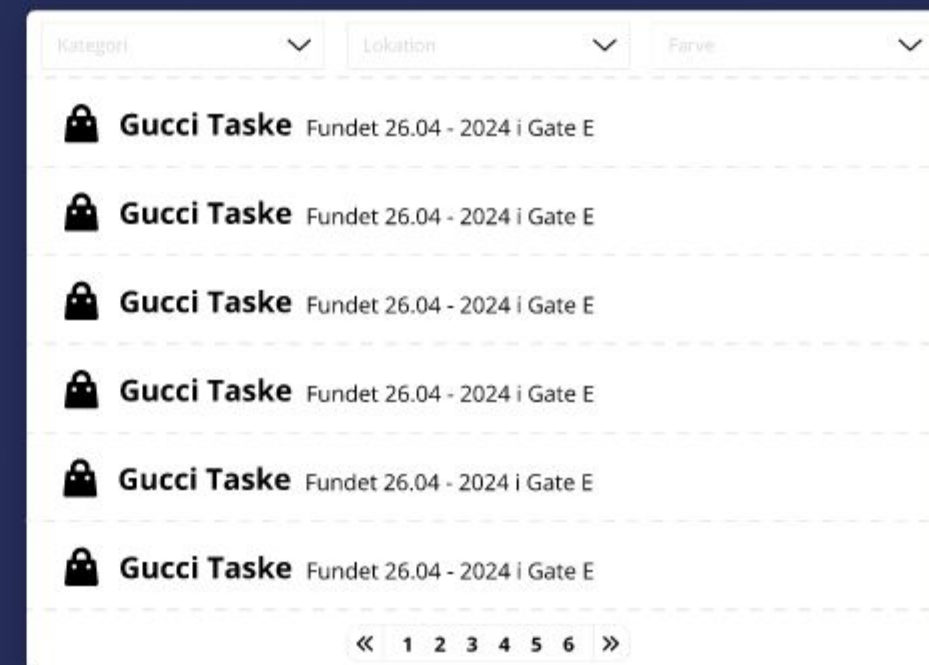 Kategori Lokation Farve
Gucci Taske Fundet 26.04 - 2024 i Gate E
Gucci Taske Fundet 26.04 - 2024 i Gate E
Gucci Taske Fundet 26.04 - 2024 i Gate E
Gucci Taske Fundet 26.04 - 2024 i Gate E
Gucci Taske Fundet 26.04 - 2024 i Gate E
Gucci Taske Fundet 26.04 - 2024 i Gate E
« 1 2 3 4 5 6 »